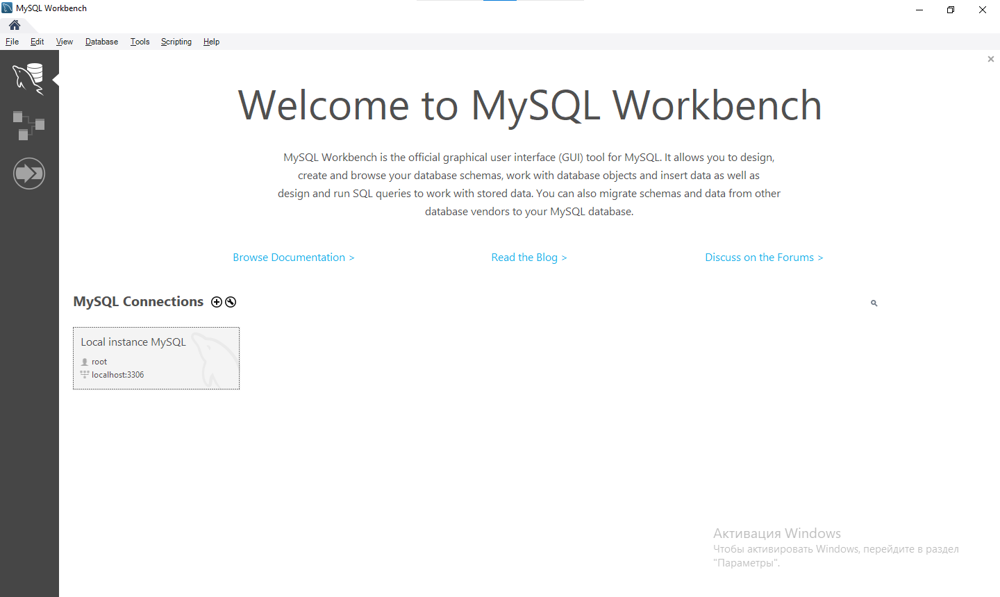 MySQL Workbench
File Edit View Database Tools Scripting Help
Welcome to MySQL Workbench
MySQL Workbench is the official graphical user interface (GUI) tool for MySQL. It allows you to design,
create and browse your database schemas, work with database objects and insert data as well as
design and run SQL queries to work with stored data. You can also migrate schemas and data from other
database vendors to your MySQL database.
Browse Documentation > Read the Blog > Discuss on the Forums >
MySQL Connections
Local instance MySQL
root
localhost:3306
Активация Windows
Чтобы активировать Windows, перейдите в раздел
"Параметры".